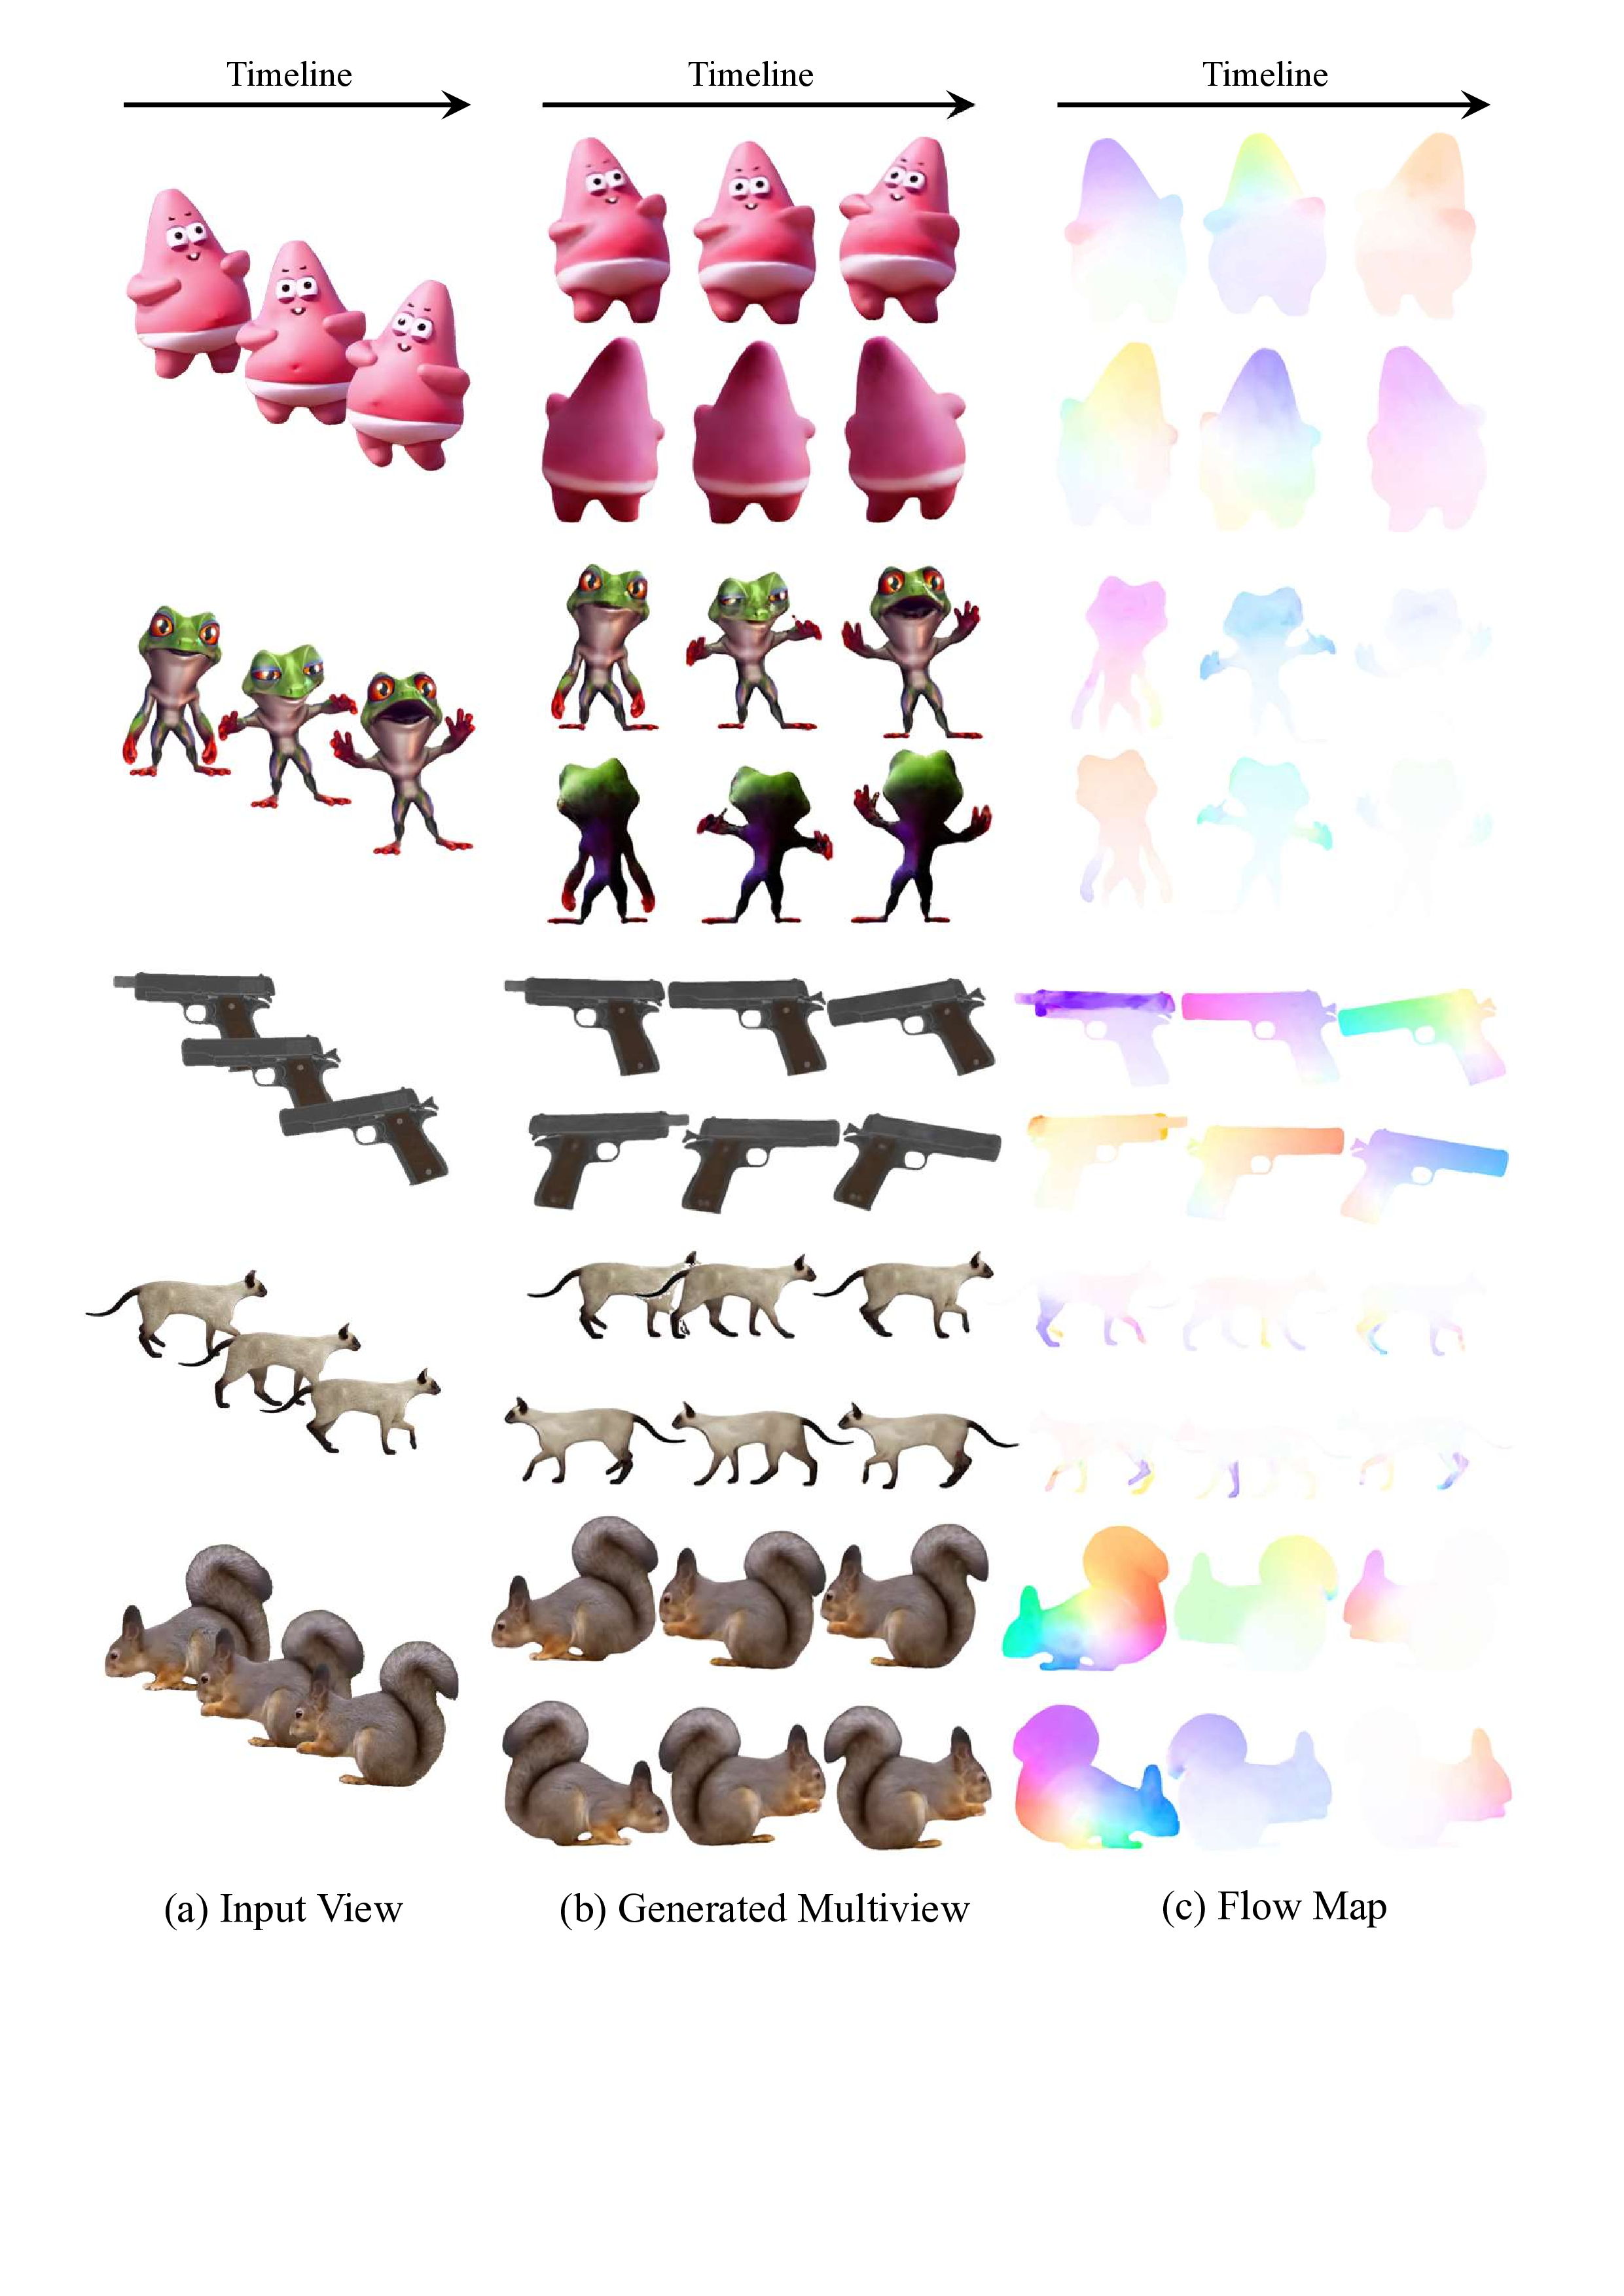 Timeline
Timeline
Timeline
(a) Input View
(b) Generated Multiview
(c) Flow Map